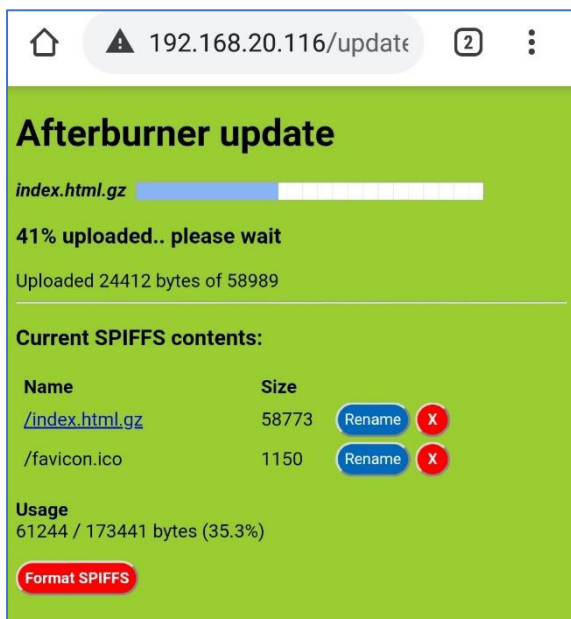 192.168.20.116/update 2
Afterburner update
index.html.gz
41% uploaded.. please wait
Uploaded 24412 bytes of 58989
Current SPIFFS contents:
Name Size
/index.html.gz 58773 Rename X
/favicon.ico 1150 Rename X
Usage
61244 / 173441 bytes (35.3%)
Format SPIFFS